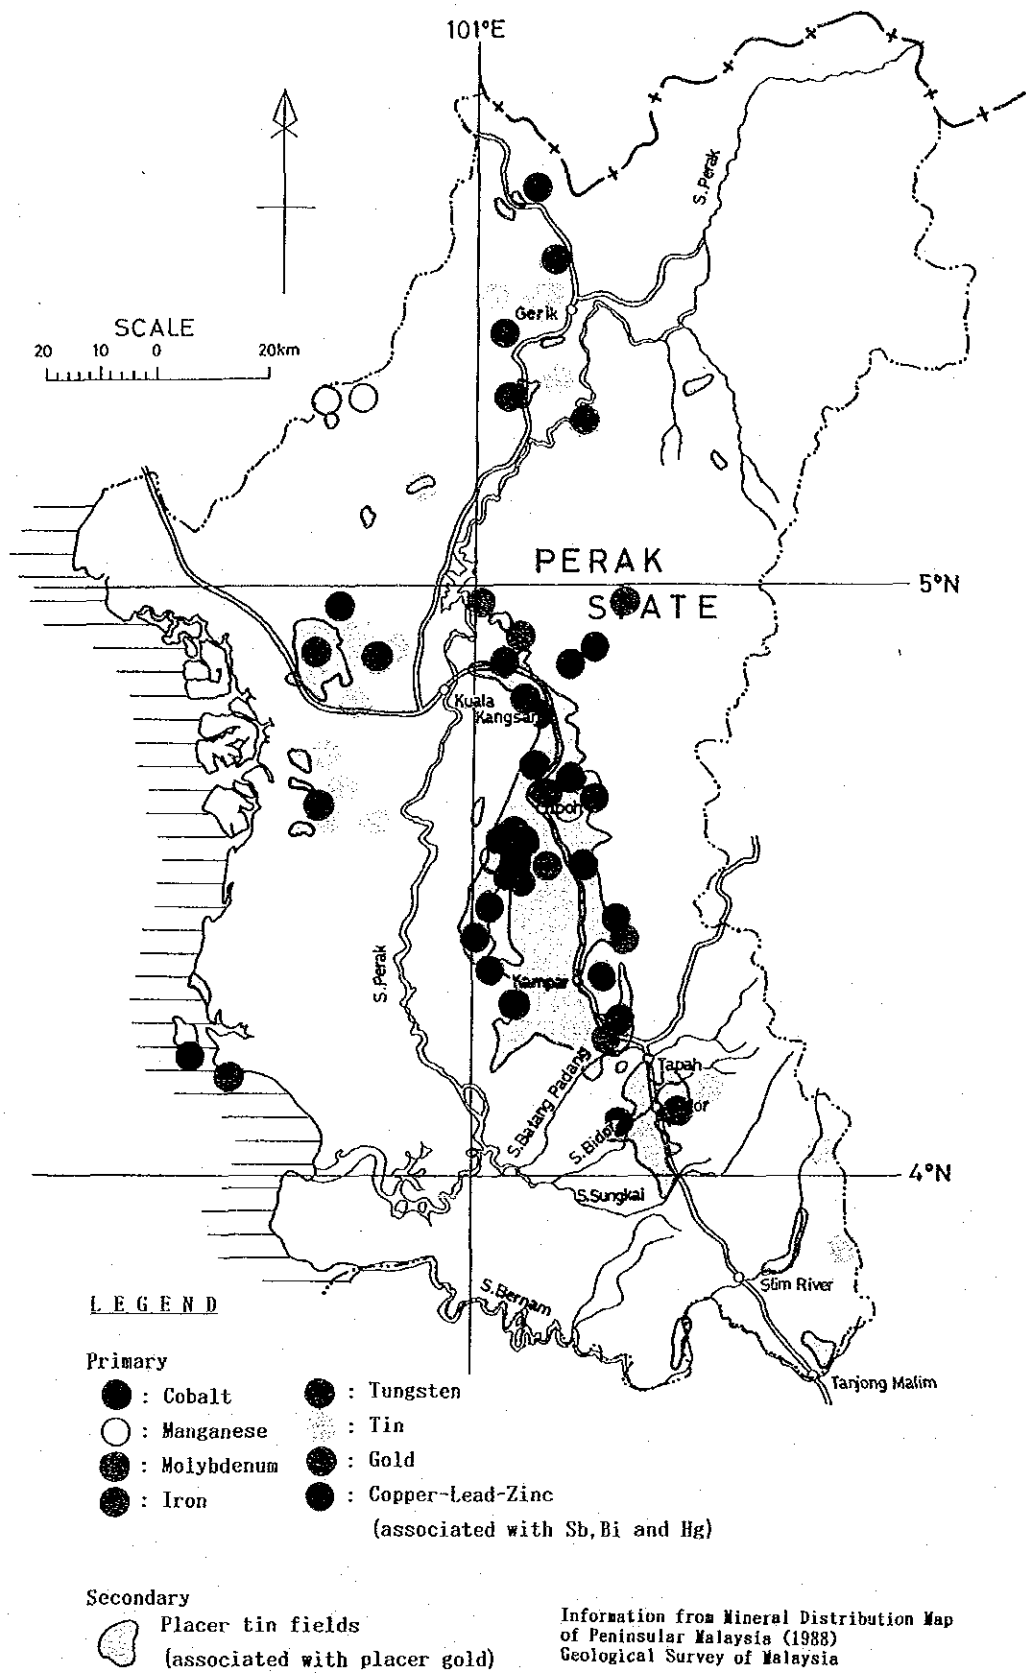 101°E
S.Perak
Gerik
SCALE
20 10 0 20km
PERAK
STATE
5°N
Kuala
Kangsar
Ipoh
S.Perak
Kampar
S.Batang Padang
Tapah
S.Bidor
Bidor
4°N
S.Sungkai
Slim River
S.Bernam
Tanjong Malim
LEGEND
Primary
: Cobalt
: Manganese
: Molybdenum
: Iron
: Tungsten
: Tin
: Gold
: Copper-Lead-Zinc
(associated with Sb,Bi and Hg)
Secondary
Placer tin fields
(associated with placer gold)
Information from Mineral Distribution Map
of Peninsular Malaysia (1988)
Geological Survey of Malaysia